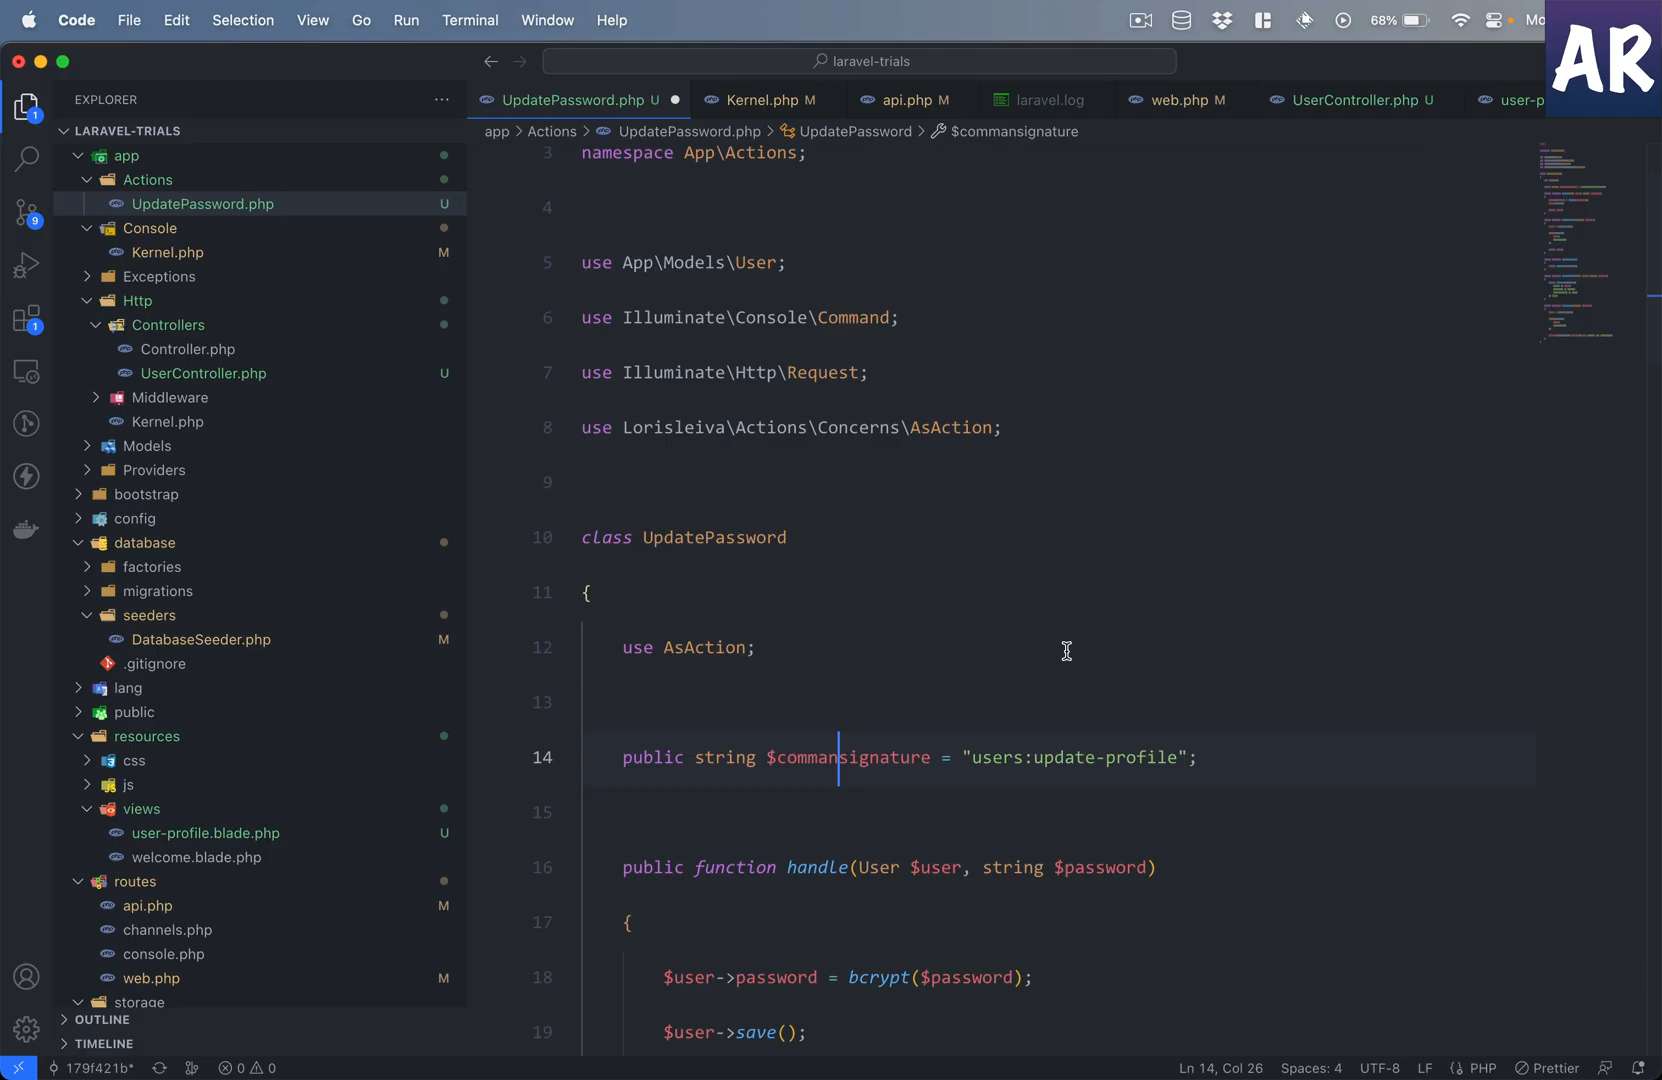 Code File Edit Selection View Go Run Terminal Window Help 68% Mo
AR
laravel-trials
EXPLORER
UpdatePassword.php U Kernel.php M api.php M laravel.log web.php M UserController.php U user-p
LARAVEL-TRIALS
app > Actions > UpdatePassword.php > UpdatePassword > $commansignature
app
Actions
UpdatePassword.php U
Console
Kernel.php M
Exceptions
Http
Controllers
Controller.php
UserController.php U
Middleware
Kernel.php
Models
Providers
bootstrap
config
database
factories
migrations
seeders
DatabaseSeeder.php M
.gitignore
lang
public
resources
css
js
views
user-profile.blade.php U
welcome.blade.php
routes
api.php M
channels.php
console.php
web.php M
storage
OUTLINE
TIMELINE
1
9
1
3 namespace App\Actions;
4
5 use App\Models\User;
6 use Illuminate\Console\Command;
7 use Illuminate\Http\Request;
8 use Lorisleiva\Actions\Concerns\AsAction;
9
10 class UpdatePassword
11 {
12 use AsAction;
13
14 public string $commansignature = "users:update-profile";
15
16 public function handle(User $user, string $password)
17 {
18 $user->password = bcrypt($password);
19 $user->save();
179f421b* 0 0 Ln 14, Col 26 Spaces: 4 UTF-8 LF PHP Prettier